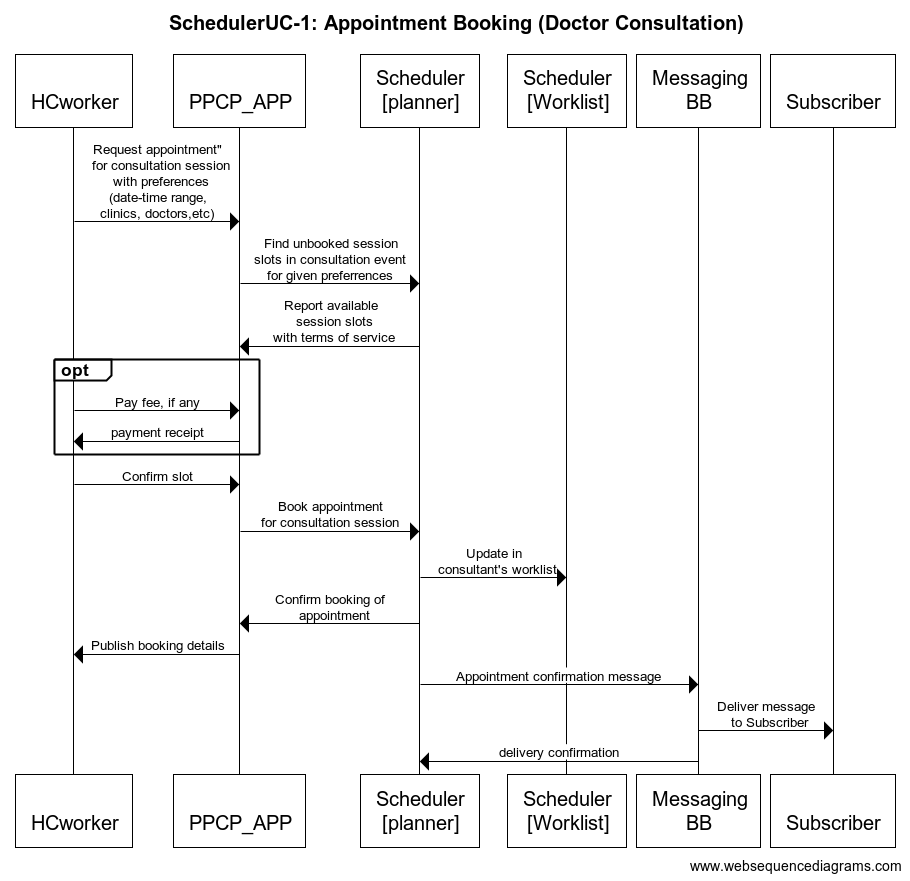 SchedulerUC-1: Appointment Booking (Doctor Consultation)
HCworker
PPCP_APP
Scheduler
[planner]
Scheduler
[Worklist]
Messaging
BB
Subscriber
Request appointment"
for consultation session
with preferences
(date-time range,
clinics, doctors,etc)
Find unbooked session
slots in consultation event
for given preferrences
Report available
session slots
with terms of service
opt
Pay fee, if any
payment receipt
Confirm slot
Book appointment
for consultation session
Update in
consultant's worklist
Confirm booking of
appointment
Publish booking details
Appointment confirmation message
Deliver message
to Subscriber
delivery confirmation
HCworker
PPCP_APP
Scheduler
[planner]
Scheduler
[Worklist]
Messaging
BB
Subscriber
www.websequencediagrams.com